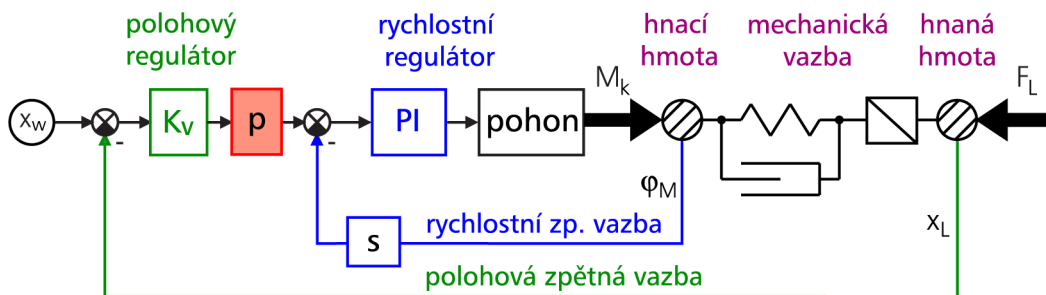 polohový
regulátor
rychlostní
regulátor
hnací
hmota
mechanická
vazba
hnaná
hmota
x_w
-
K_v
p
-
PI
pohon
M_k
F_L
φ_M
x_L
s
rychlostní zp. vazba
polohová zpětná vazba